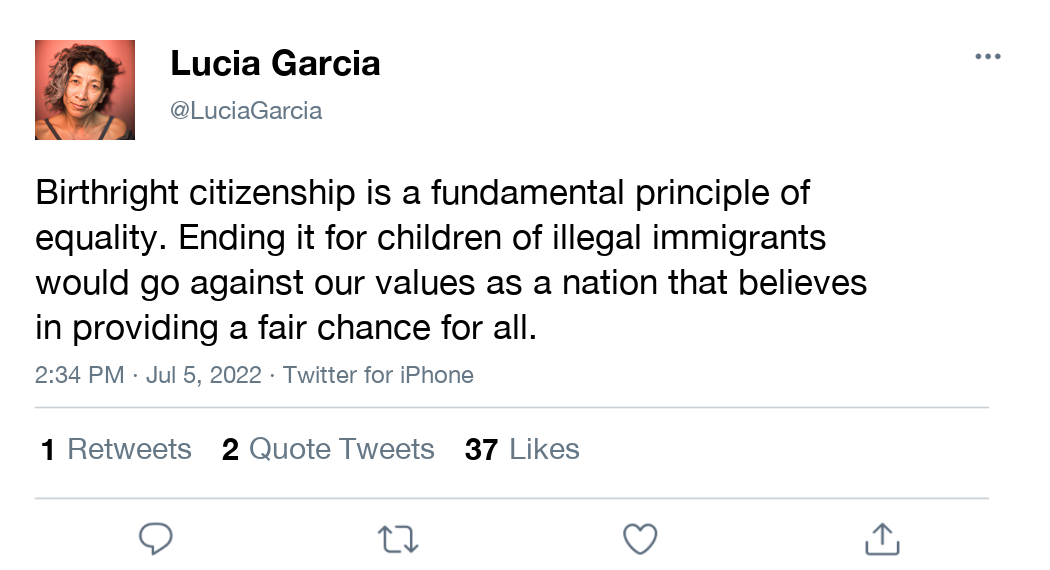 Lucia Garcia
@LuciaGarcia
Birthright citizenship is a fundamental principle of
equality. Ending it for children of illegal immigrants
would go against our values as a nation that believes
in providing a fair chance for all.
2:34 PM · Jul 5, 2022 · Twitter for iPhone
1 Retweets 2 Quote Tweets 37 Likes